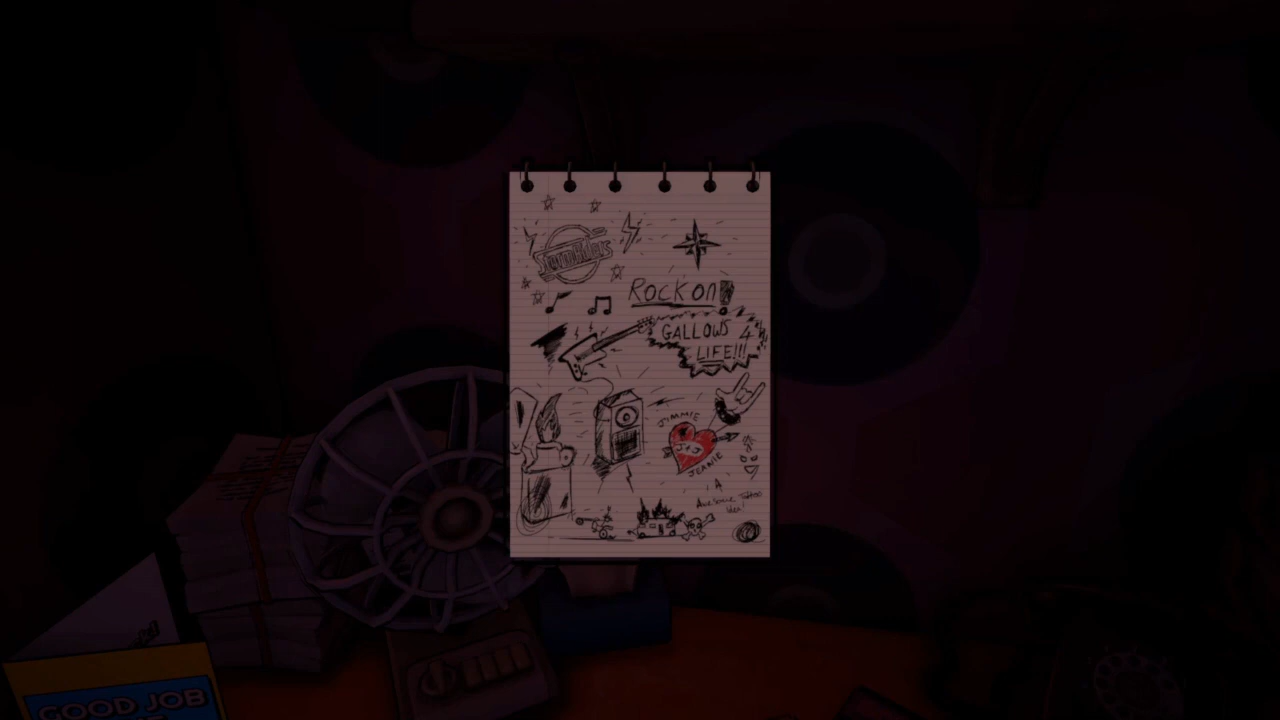 Rock on!
GALLOWS 4
LIFE!!!
JIMMIE
J+J
JEANIE
A
Awesome Tattoo
Idea!
GOOD JOB